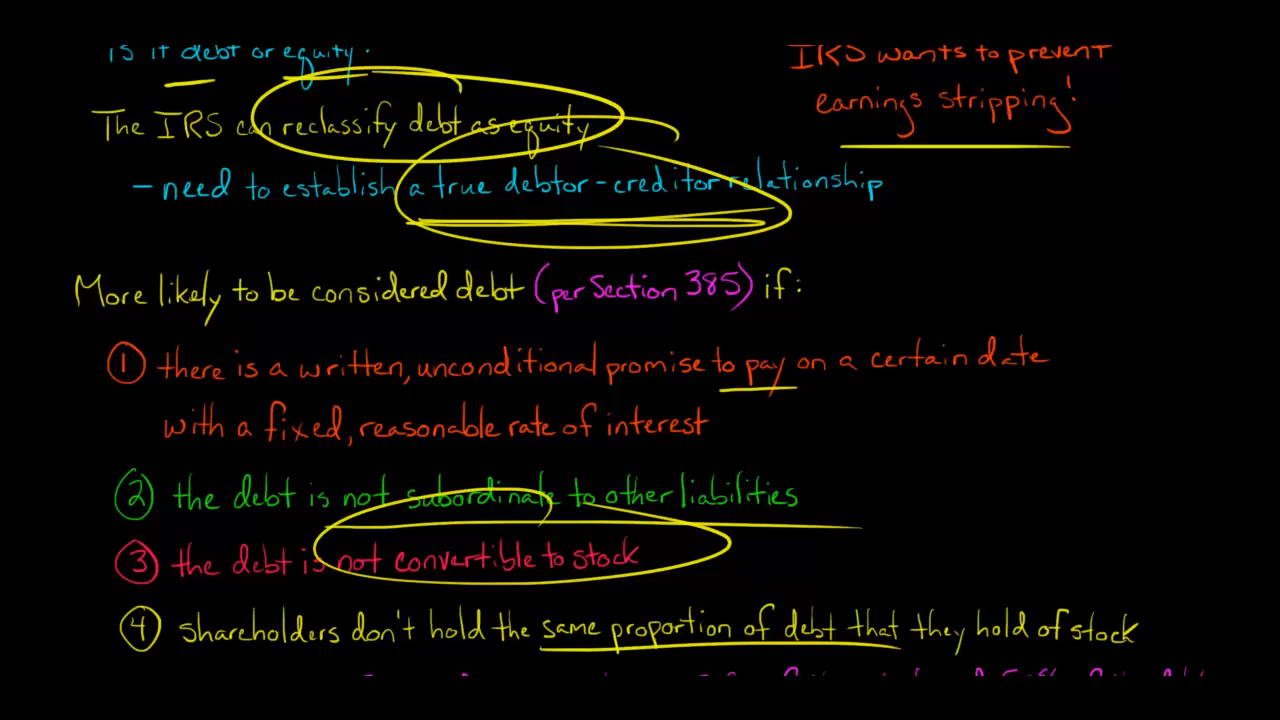 is it debt or equity.
IRS wants to prevent
earnings stripping!
The IRS can reclassify debt as equity
- need to establish a true debtor-creditor relationship
More likely to be considered debt (per Section 385) if:
1 there is a written, unconditional promise to pay on a certain date
with a fixed, reasonable rate of interest
2 the debt is not subordinate to other liabilities
3 the debt is not convertible to stock
4 shareholders don't hold the same proportion of debt that they hold of stock